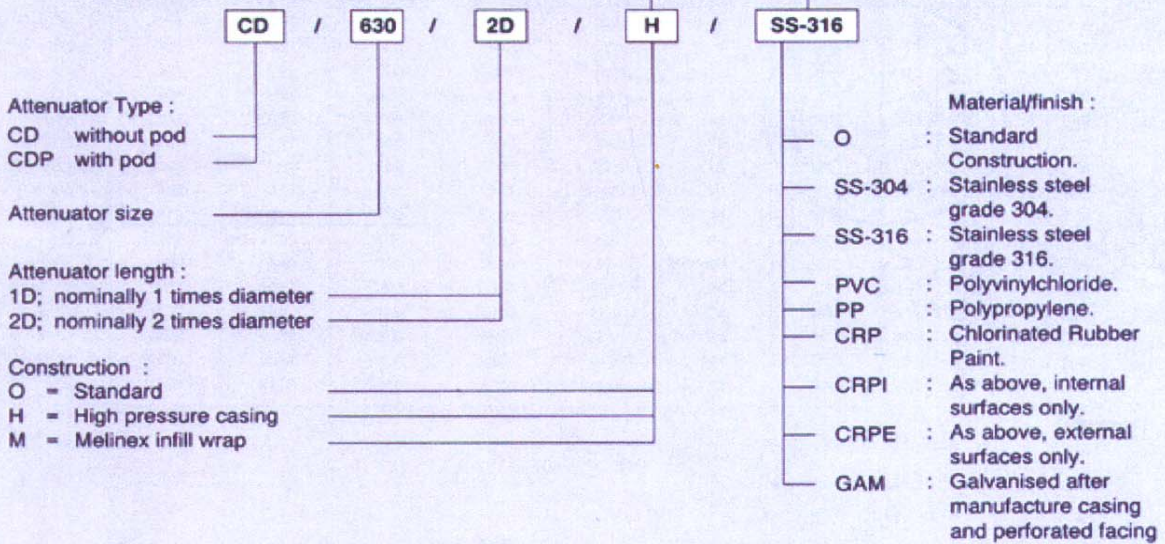 CD / 630 / 2D / H / SS-316
Attenuator Type :
CD without pod
CDP with pod
Attenuator size
Attenuator length :
1D; nominally 1 times diameter
2D; nominally 2 times diameter
Construction :
O = Standard
H = High pressure casing
M = Melinex infill wrap
Material/finish :
O : Standard
Construction.
SS-304 : Stainless steel
grade 304.
SS-316 : Stainless steel
grade 316.
PVC : Polyvinylchloride.
PP : Polypropylene.
CRP : Chlorinated Rubber
Paint.
CRPI : As above, internal
surfaces only.
CRPE : As above, external
surfaces only.
GAM : Galvanised after
manufacture casing
and perforated facing